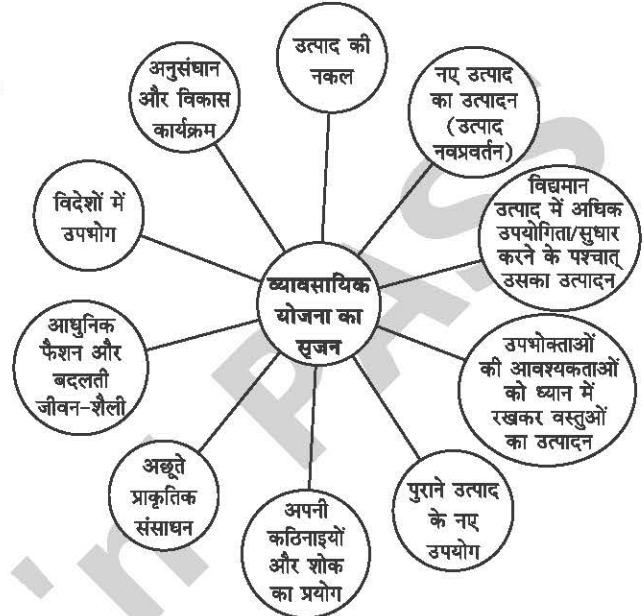 उत्पाद की
नकल
नए उत्पाद
का उत्पादन
(उत्पाद
नवप्रवर्तन)
विद्यमान
उत्पाद में अधिक
उपयोगिता/सुधार
करने के पश्चात्
उसका उत्पादन
उपभोक्ताओं
की आवश्यकताओं
को ध्यान में
रखकर वस्तुओं
का उत्पादन
पुराने उत्पाद
के नए
उपयोग
अपनी
कठिनाइयों
और शोक
का प्रयोग
अछूते
प्राकृतिक
संसाधन
आधुनिक
फैशन और
बदलती
जीवन-शैली
विदेशों में
उपभोग
अनुसंधान
और विकास
कार्यक्रम
व्यावसायिक
योजना का
सृजन
in PASS